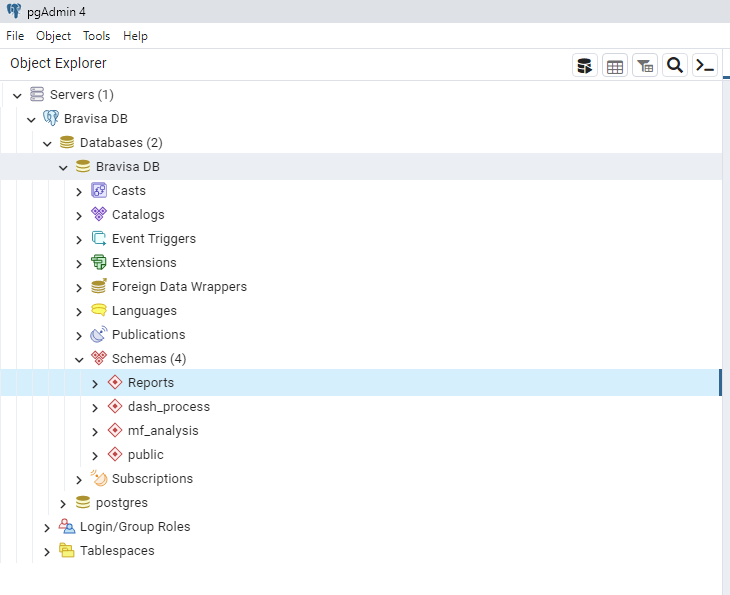 pgAdmin 4
File Object Tools Help
Object Explorer
Servers (1)
Bravisa DB
Databases (2)
Bravisa DB
Casts
Catalogs
Event Triggers
Extensions
Foreign Data Wrappers
Languages
Publications
Schemas (4)
Reports
dash_process
mf_analysis
public
Subscriptions
postgres
Login/Group Roles
Tablespaces